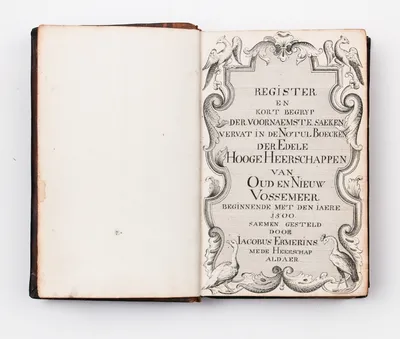 REGISTER
EN
KORT BEGRYP
DER VOORNAEMSTE SAEKEN
VERVAT IN DE NOTUL BOECKEN
DER EDELE
HOOGE HEERSCHAPPEN
VAN
OUD EN NIEUW
VOSSEMEER.
BEGINNENDE MET DEN IAERE
1500
SAEMEN GESTELD
DOOR
IACOBUS ERMERINS
MEDE HEERSCHAP
ALDAER